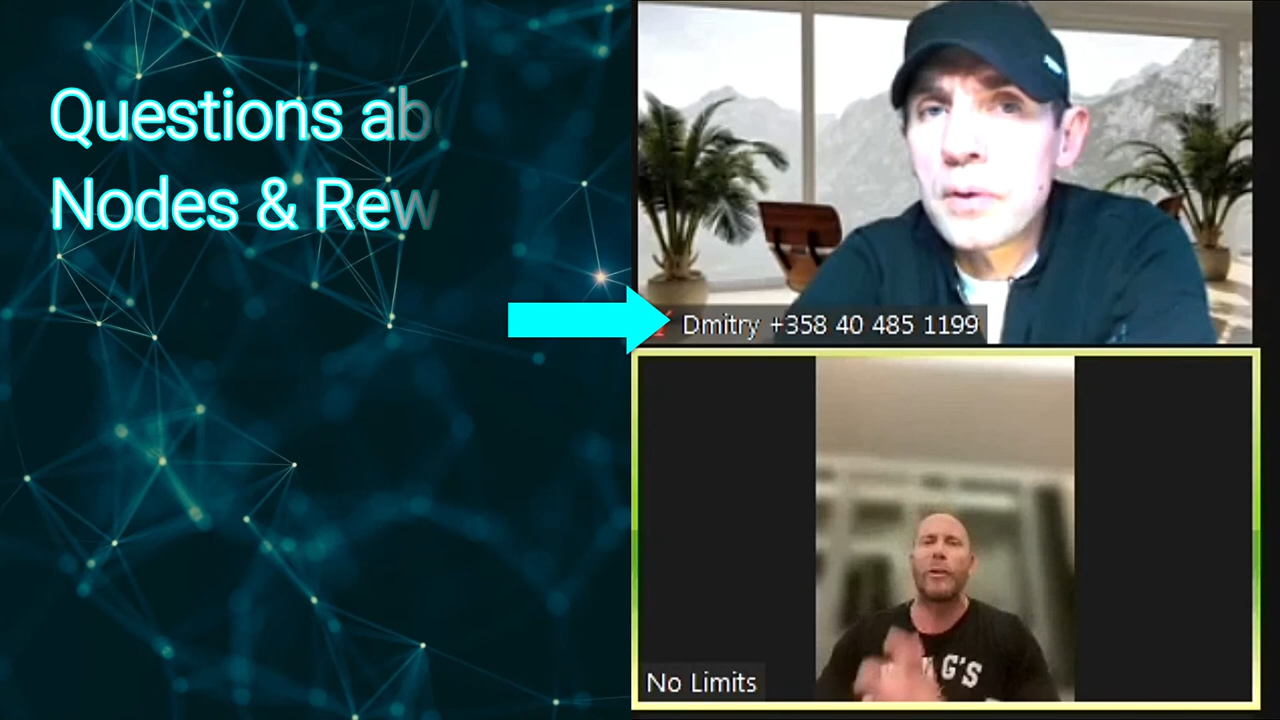 Questions ab
Nodes & Rew
Dmitry +358 40 485 1199
G'S
No Limits